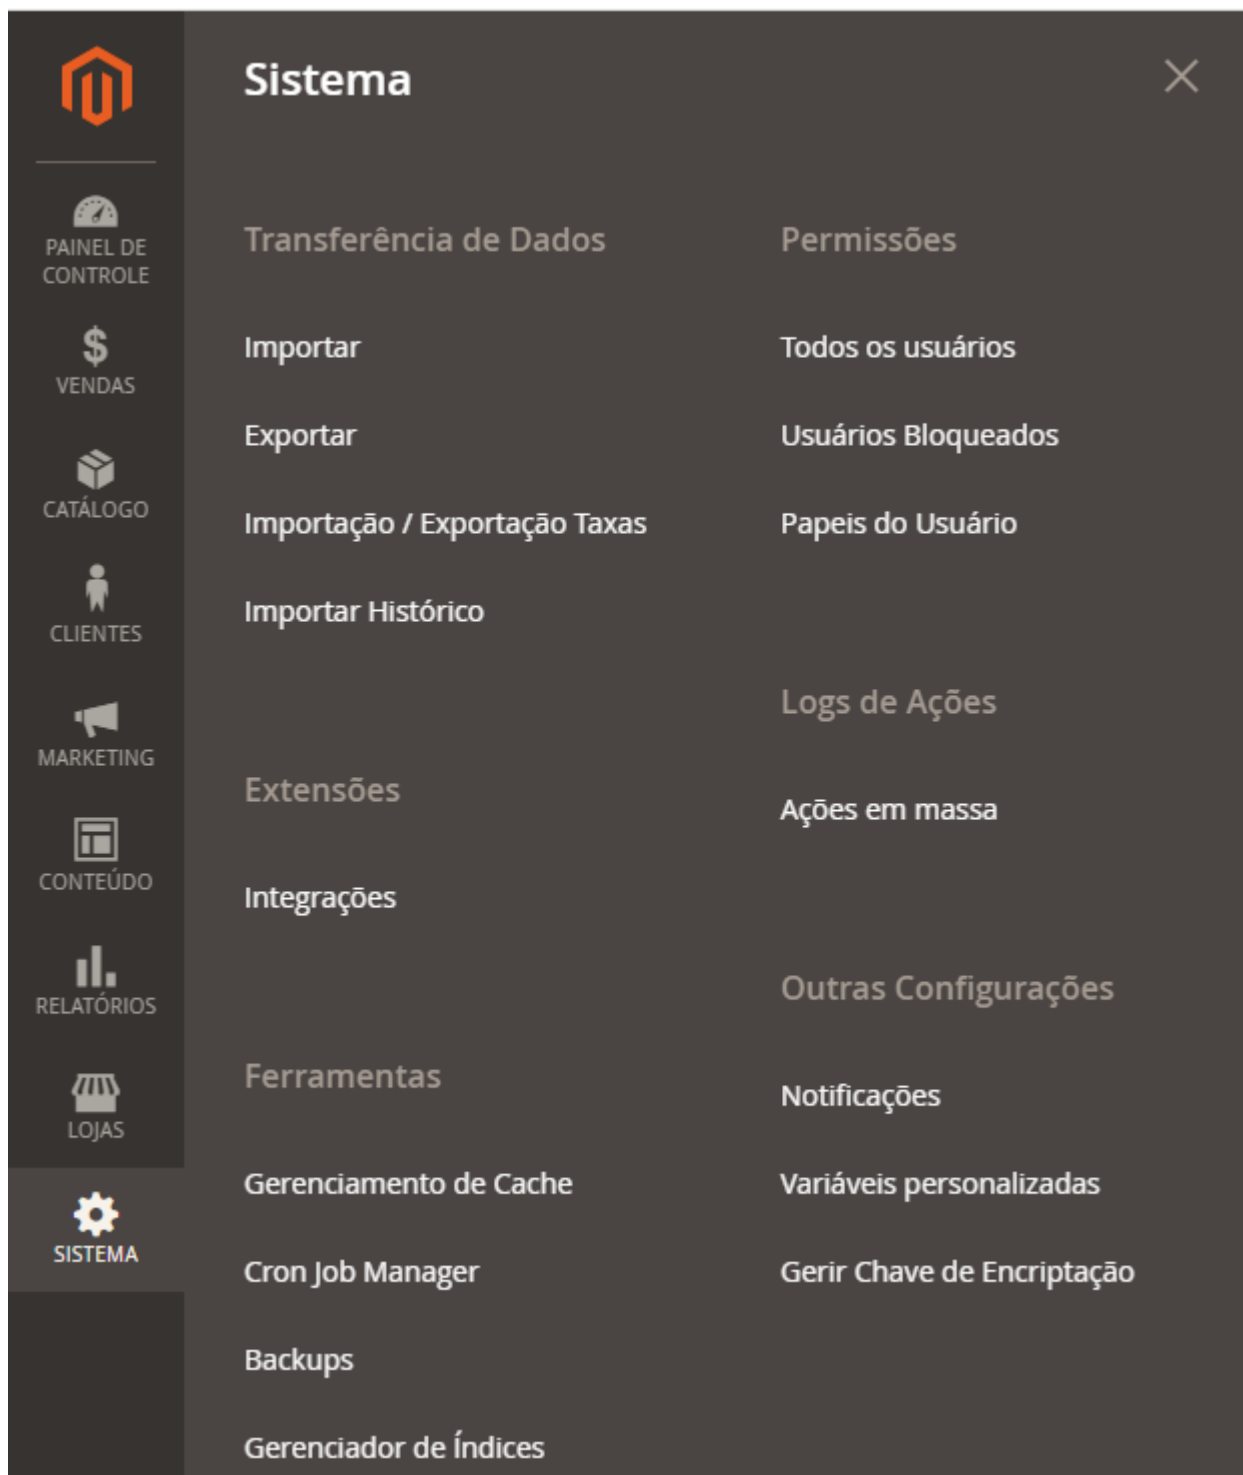 Sistema
PAINEL DE
CONTROLE
VENDAS
CATÁLOGO
CLIENTES
MARKETING
CONTEÚDO
RELATÓRIOS
LOJAS
SISTEMA
Transferência de Dados
Importar
Exportar
Importação / Exportação Taxas
Importar Histórico
Extensões
Integrações
Ferramentas
Gerenciamento de Cache
Cron Job Manager
Backups
Gerenciador de Índices
Permissões
Todos os usuários
Usuários Bloqueados
Papeis do Usuário
Logs de Ações
Ações em massa
Outras Configurações
Notificações
Variáveis personalizadas
Gerir Chave de Encriptação